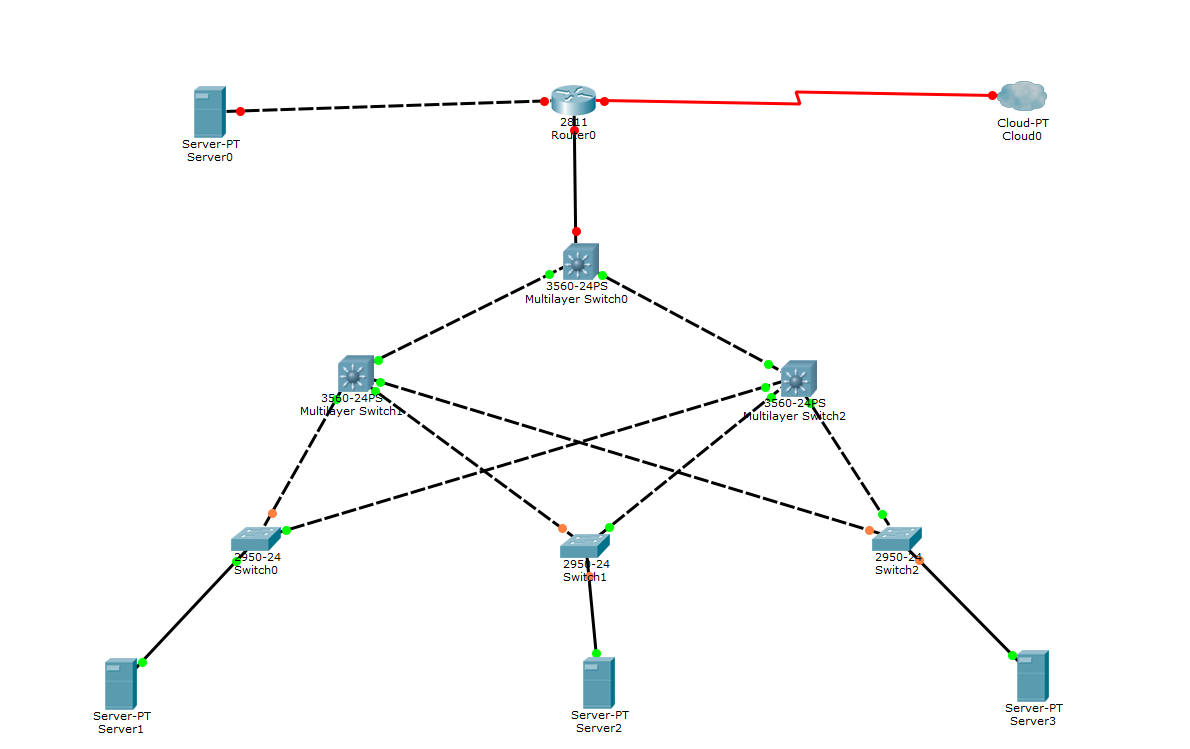 2811
Router0
Cloud-PT
Cloud0
Server-PT
Server0
3560-24PS
Multilayer Switch0
3560-24PS
Multilayer Switch1
3560-24PS
Multilayer Switch2
2950-24
Switch0
2950-24
Switch1
2950-24
Switch2
Server-PT
Server1
Server-PT
Server2
Server-PT
Server3